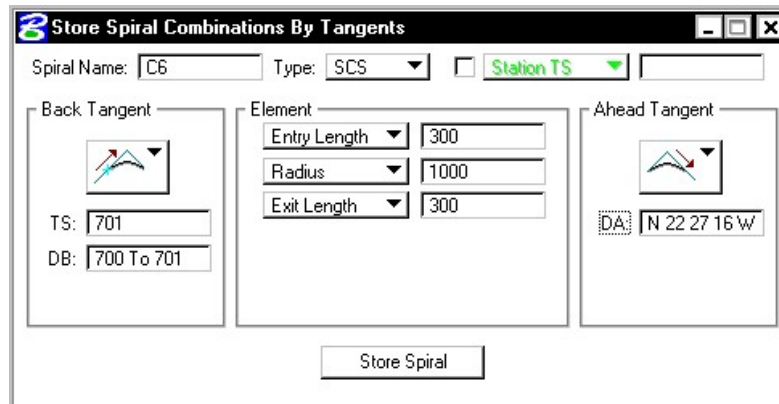 Store Spiral Combinations By Tangents
Spiral Name: C6 Type: SCS Station TS
Back Tangent
TS: 701
DB: 700 To 701
Element
Entry Length 300
Radius 1000
Exit Length 300
Ahead Tangent
DA: N 22 27 16 W
Store Spiral